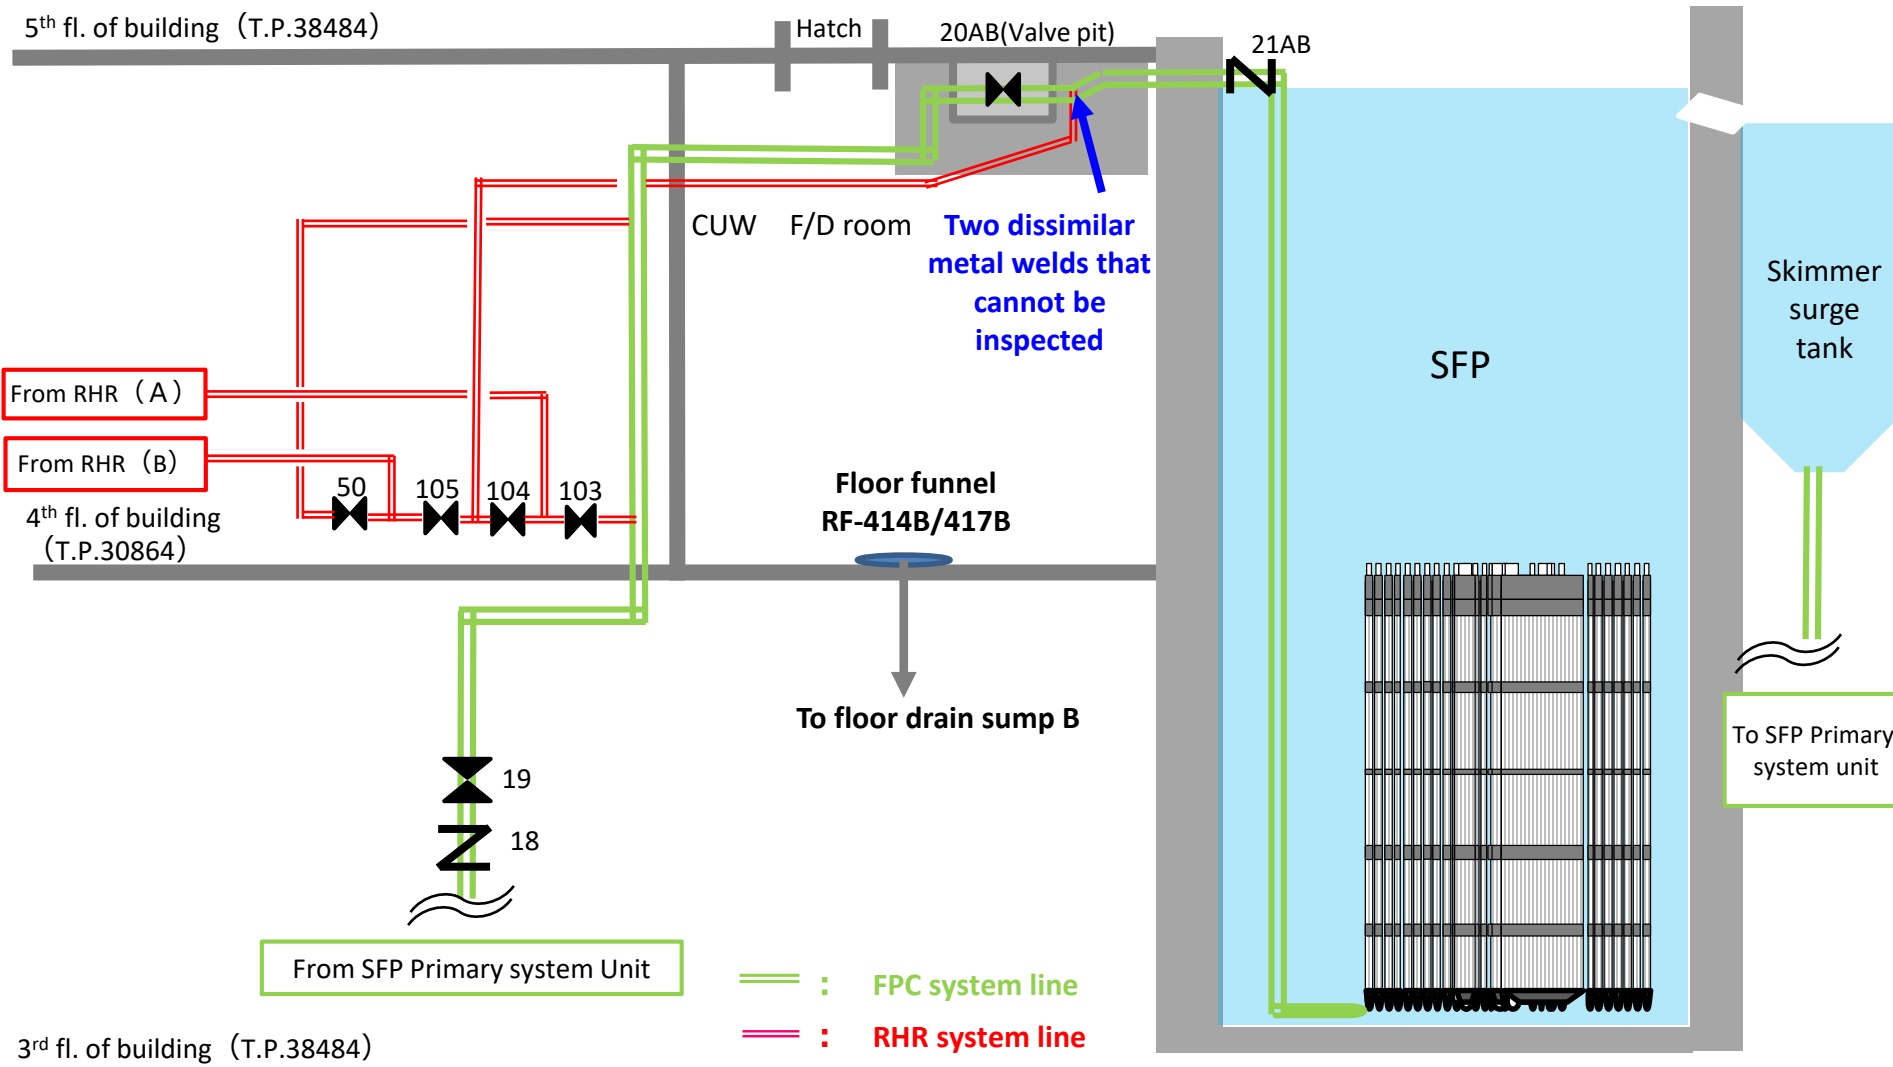 5th fl. of building （T.P.38484）
Hatch
20AB(Valve pit)
21AB
CUW F/D room
Two dissimilar
metal welds that
cannot be
inspected
Skimmer
surge
tank
SFP
From RHR （A）
From RHR （B）
50
105
104
103
4th fl. of building
（T.P.30864）
Floor funnel
RF-414B/417B
To floor drain sump B
To SFP Primary
system unit
19
18
From SFP Primary system Unit
： FPC system line
： RHR system line
3rd fl. of building （T.P.38484）